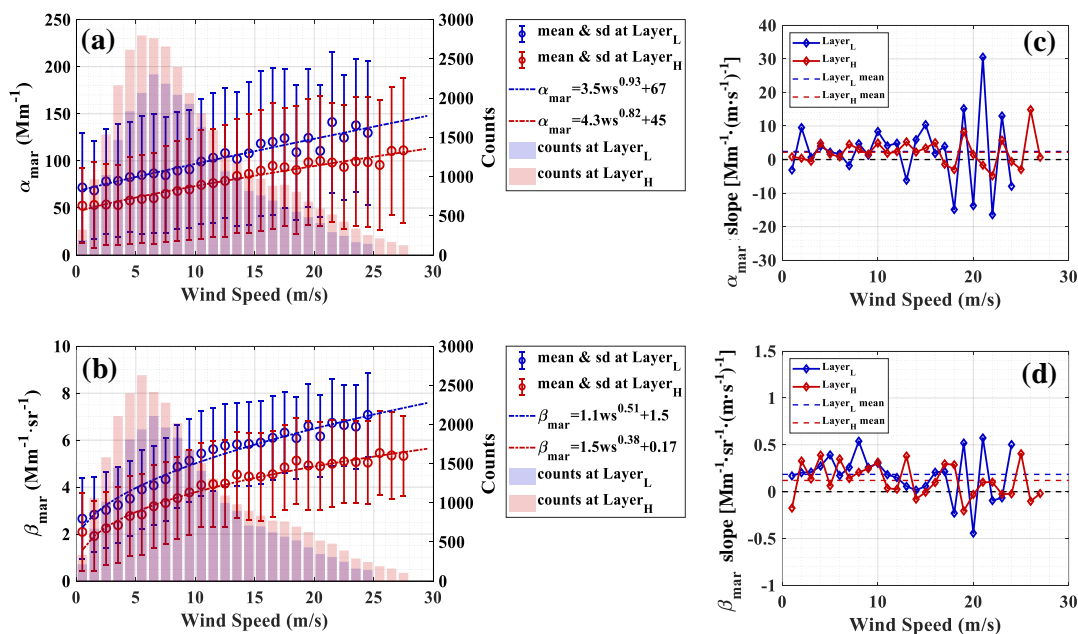 (a)
250
200
150
100
50
0
α_mar (Mm⁻¹)
3000
2500
2000
1500
1000
500
0
Counts
0 5 10 15 20 25 30
Wind Speed (m/s)
mean & sd at Layer_L
mean & sd at Layer_H
α_mar=3.5ws^0.93+67
α_mar=4.3ws^0.82+45
counts at Layer_L
counts at Layer_H
(c)
40
30
20
10
0
-10
-20
-30
α_mar slope [Mm⁻¹·(m·s⁻¹)⁻¹]
0 10 20 30
Wind Speed (m/s)
Layer_L
Layer_H
Layer_L mean
Layer_H mean
(b)
10
8
6
4
2
0
β_mar (Mm⁻¹·sr⁻¹)
3000
2500
2000
1500
1000
500
0
Counts
0 5 10 15 20 25 30
Wind Speed (m/s)
mean & sd at Layer_L
mean & sd at Layer_H
β_mar=1.1ws^0.51+1.5
β_mar=1.5ws^0.38+0.17
counts at Layer_L
counts at Layer_H
(d)
1.5
1
0.5
0
-0.5
-1
β_mar slope [Mm⁻¹·sr⁻¹·(m·s⁻¹)⁻¹]
0 10 20 30
Wind Speed m/s
Layer_L
Layer_H
Layer_L mean
Layer_H mean